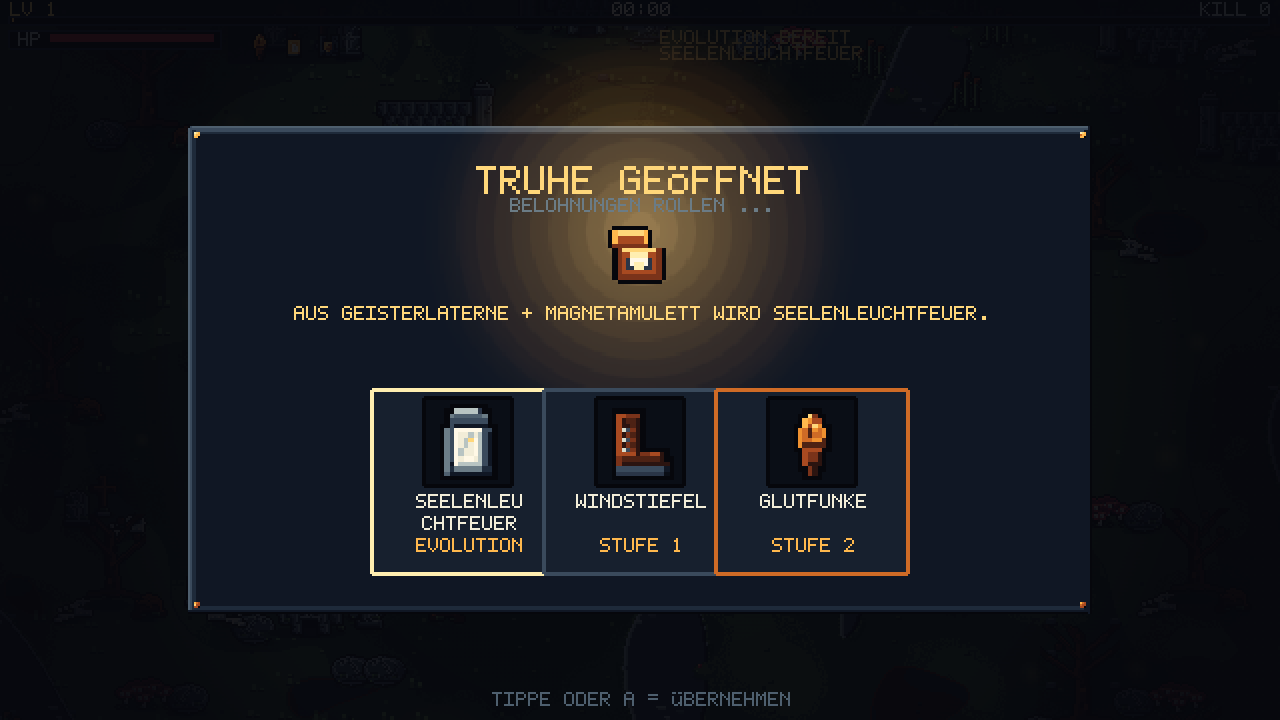 LV 1
00:00
KILL 0
HP
EVOLUTION BEREIT
SEELENLEUCHTFEUER
TRUHE GEöFFNET
BELOHNUNGEN ROLLEN ...
AUS GEISTERLATERNE + MAGNETAMULETT WIRD SEELENLEUCHTFEUER.
SEELENLEU
CHTFEUER
EVOLUTION
WINDSTIEFEL
STUFE 1
GLUTFUNKE
STUFE 2
TIPPE ODER A = üBERNEHMEN